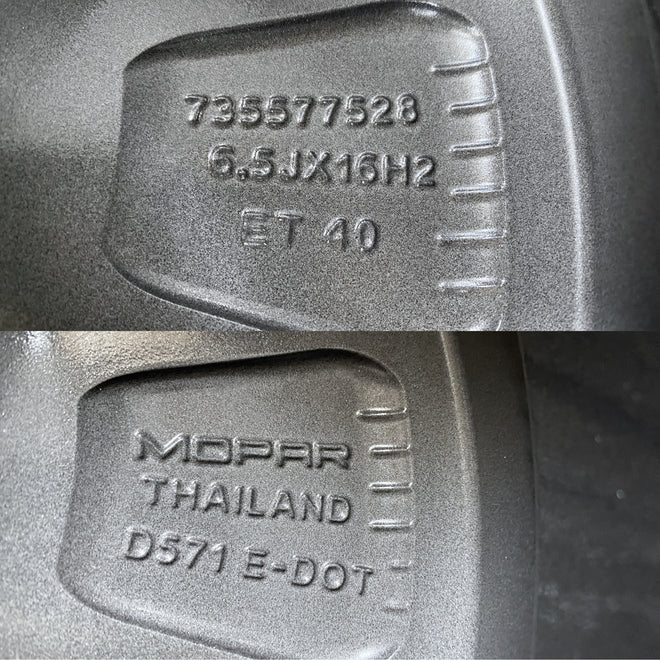 735577528
6.5JX16H2
ET 40
MOPAR
THAILAND
D571 E-DOT